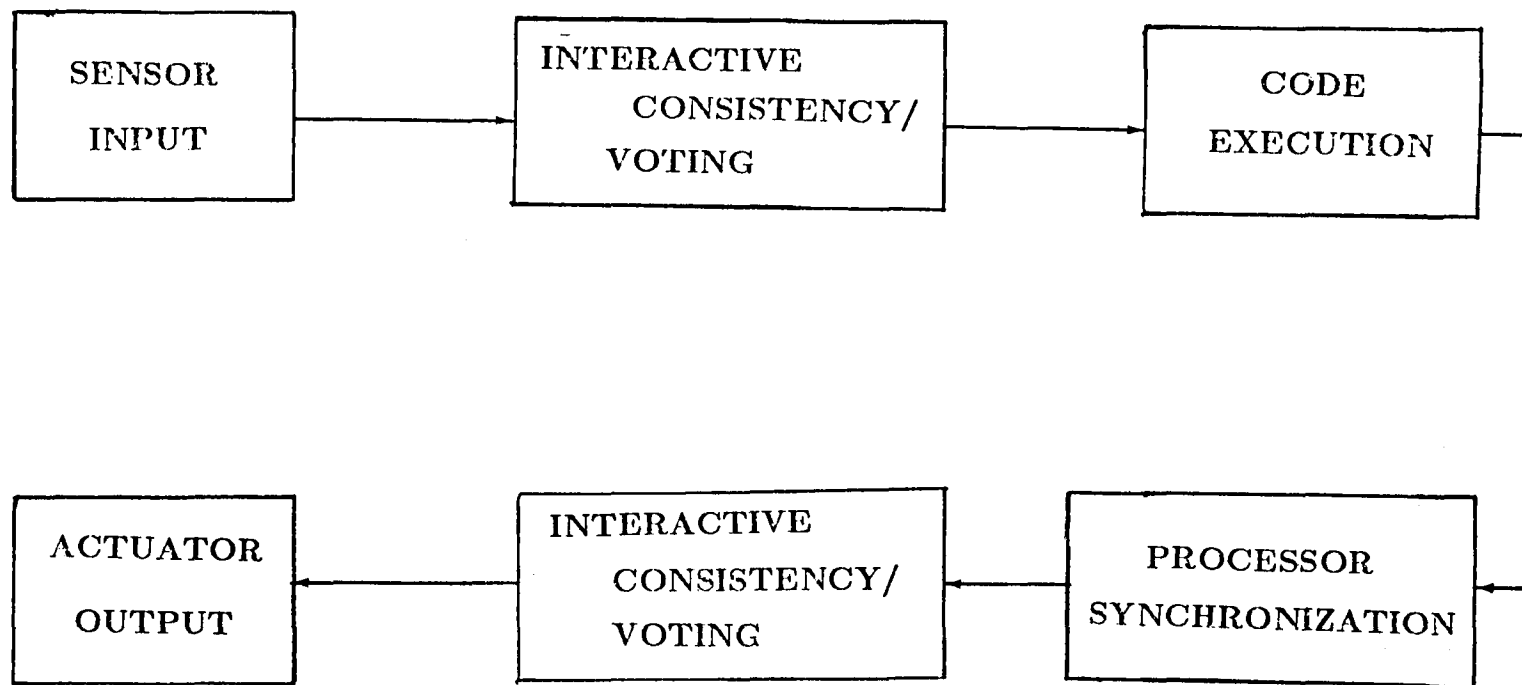 SENSOR
INPUT
INTERACTIVE
CONSISTENCY/
VOTING
CODE
EXECUTION
ACTUATOR
OUTPUT
INTERACTIVE
CONSISTENCY/
VOTING
PROCESSOR
SYNCHRONIZATION